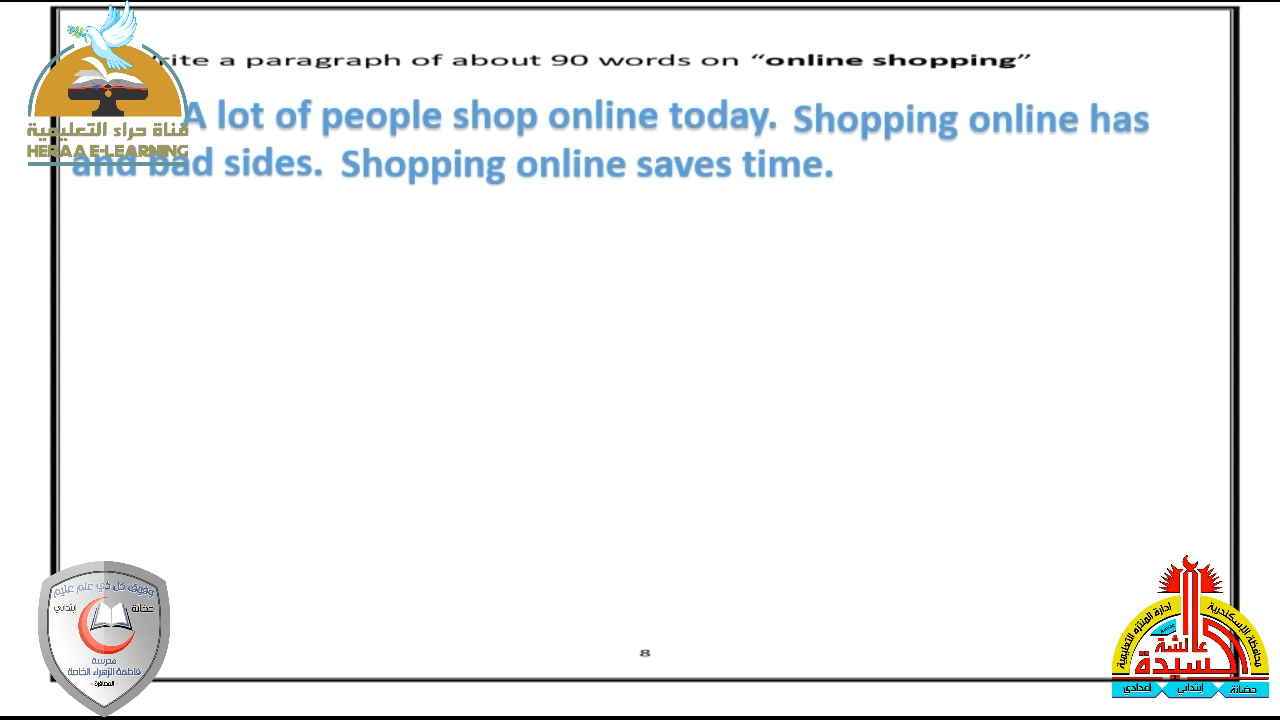 rite a paragraph of about 90 words on “online shopping”
A lot of people shop online today. Shopping online has
and bad sides. Shopping online saves time.
قناة حراء التعليمية
HERAA E-LEARNING
وفوق كل ذي علم عليم
ابتدائي حضانة
مدرسة
فاطمة الزهراء الخاصة
8
محافظة الإسكندرية
إدارة المنتزه التعليمية
مدرسة
السيدة عائشة
حضانة ابتدائي إعدادي